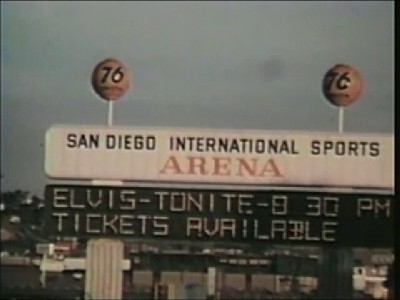 76
76
SAN DIEGO INTERNATIONAL SPORTS
ARENA
ELVIS-TONITE-8 30 PM
TICKETS AVAILABLE